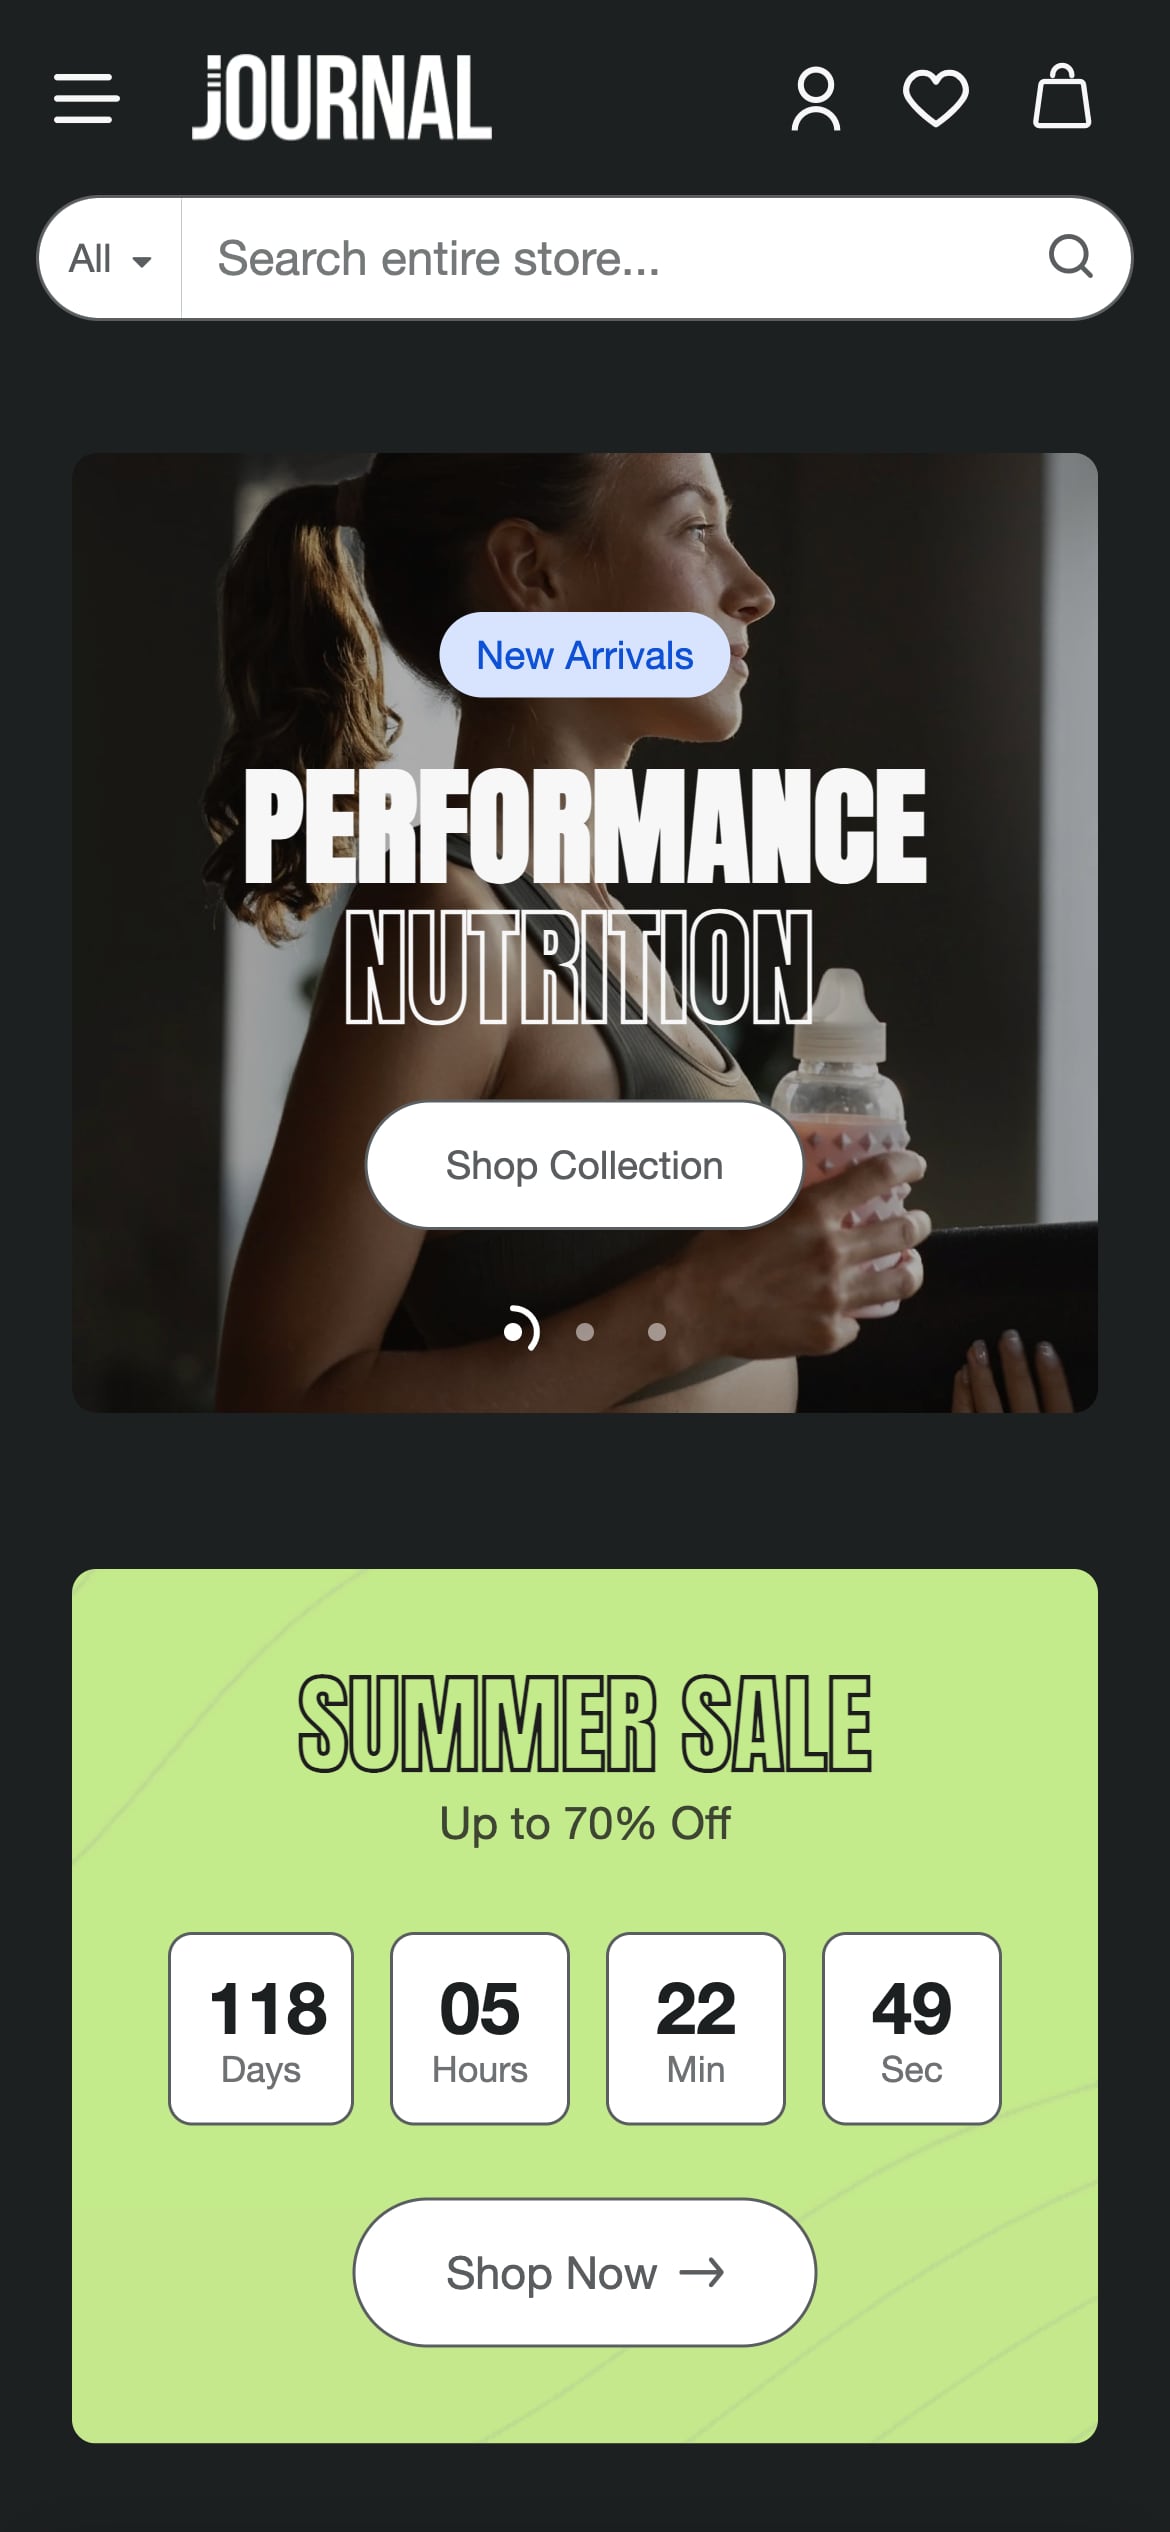 JOURNAL
All
Search entire store...
New Arrivals
PERFORMANCE
NUTRITION
Shop Collection
SUMMER SALE
Up to 70% Off
118 05 22 49
Days Hours Min Sec
Shop Now →